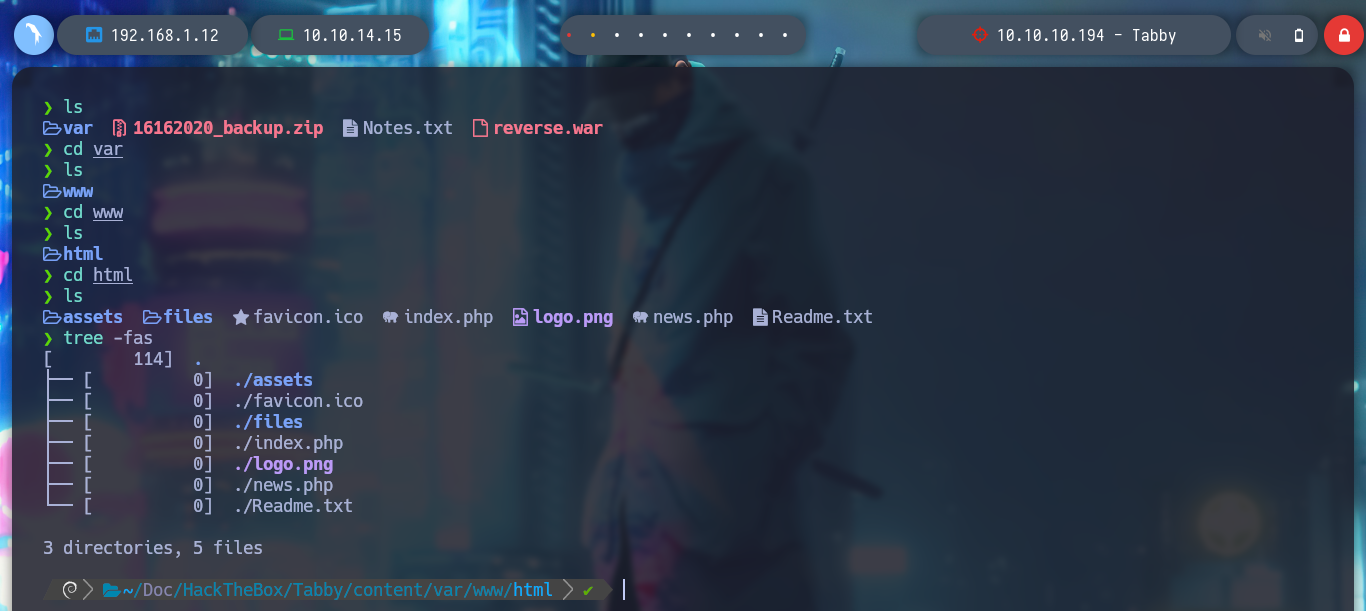 192.168.1.12 10.10.14.15 10.10.10.194 - Tabby
❯ ls
var 16162020_backup.zip Notes.txt reverse.war
❯ cd var
❯ ls
www
❯ cd www
❯ ls
html
❯ cd html
❯ ls
assets files favicon.ico index.php logo.png news.php Readme.txt
❯ tree -fas
[        114]  .
├── [          0]  ./assets
├── [          0]  ./favicon.ico
├── [          0]  ./files
├── [          0]  ./index.php
├── [          0]  ./logo.png
├── [          0]  ./news.php
└── [          0]  ./Readme.txt
3 directories, 5 files
~/Doc/HackTheBox/Tabby/content/var/www/html ✔